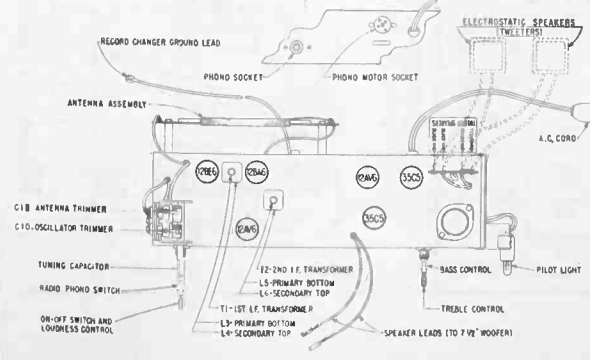 ELECTROSTATIC SPEAKERS
(TWEETERS)
RECORD CHANGER GROUND LEAD
PHONO SOCKET
PHONO MOTOR SOCKET
ANTENNA ASSEMBLY
A.C. CORD
12BE6
12BA6
12AV6
35C5
35C5
12AV6
C1B ANTENNA TRIMMER
C1D-OSCILLATOR TRIMMER
TUNING CAPACITOR
RADIO PHONO SWITCH
ON-OFF SWITCH AND
LOUDNESS CONTROL
T2-2ND I.F. TRANSFORMER
L5-PRIMARY BOTTOM
L6-SECONDARY TOP
T1-1ST I.F. TRANSFORMER
L3-PRIMARY BOTTOM
L4-SECONDARY TOP
BASS CONTROL
PILOT LIGHT
TREBLE CONTROL
SPEAKER LEADS (TO 7 1/2" WOOFER)